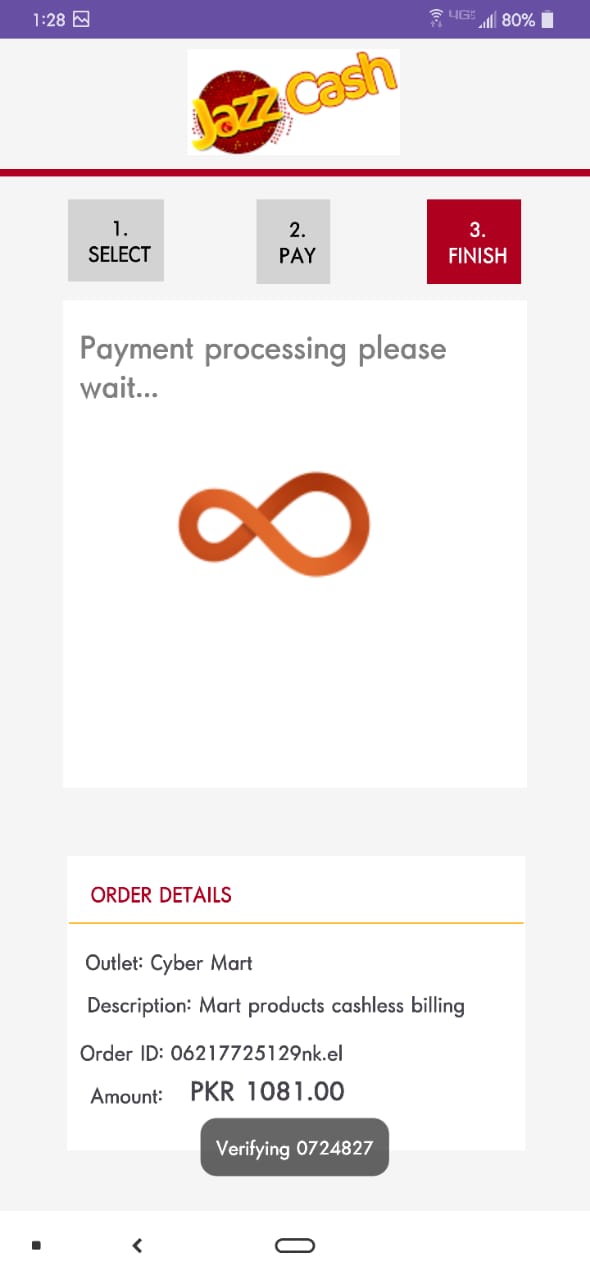 1:28
4GE 80%
Jazz Cash
1.
SELECT
2.
PAY
3.
FINISH
Payment processing please
wait...
ORDER DETAILS
Outlet: Cyber Mart
Description: Mart products cashless billing
Order ID: 06217725129nk.el
Amount: PKR 1081.00
Verifying 0724827